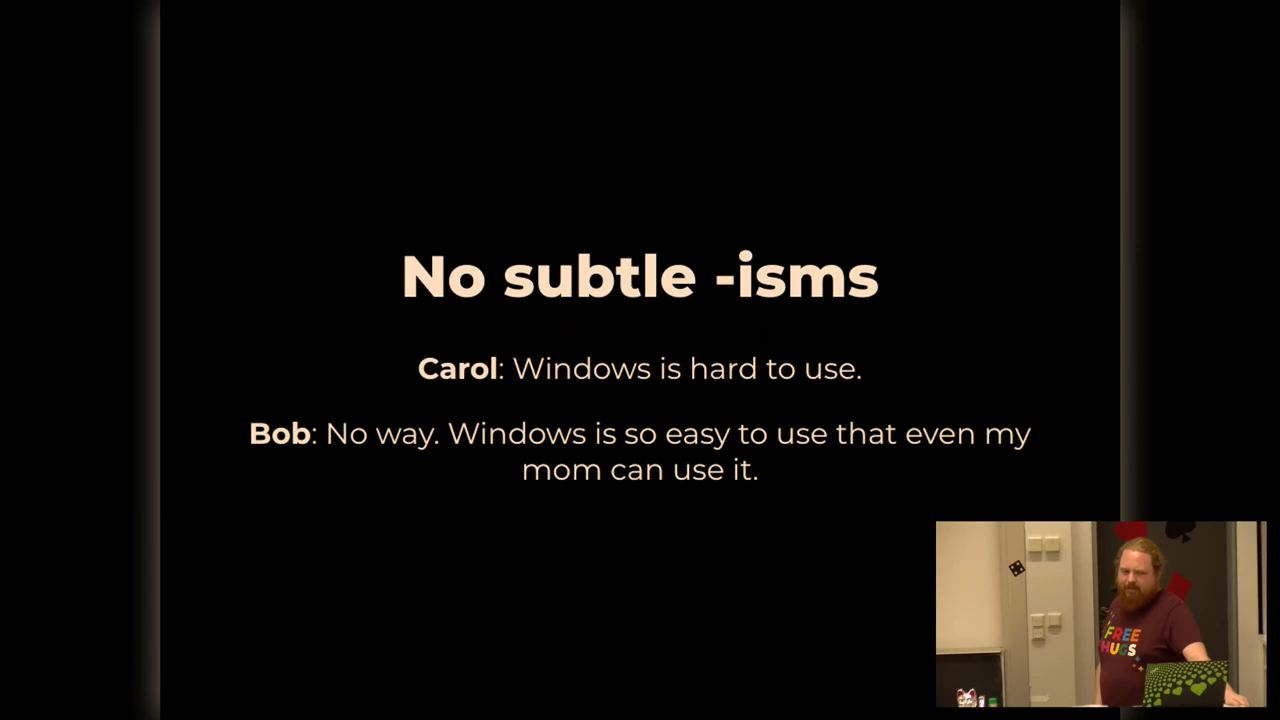 No subtle -isms
Carol: Windows is hard to use.
Bob: No way. Windows is so easy to use that even my
mom can use it.
FREE
HUGS